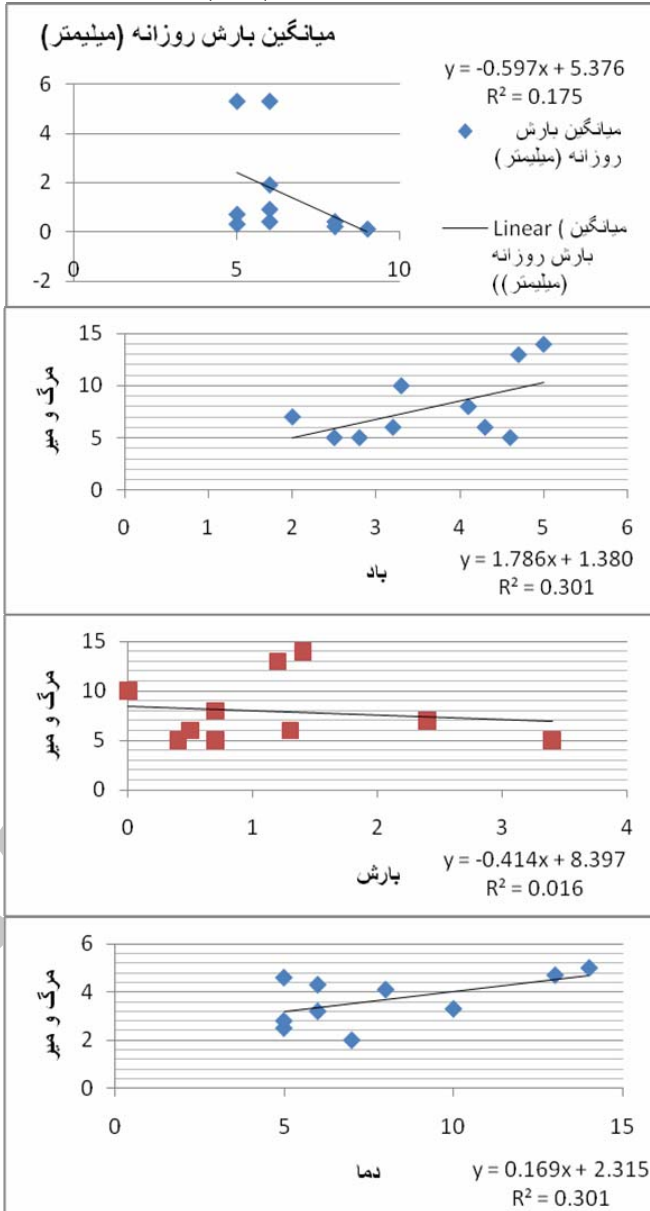 میانگین بارش روزانه (میلیمتر)
y = -0.597x + 5.376
R² = 0.175
میانگین بارش
روزانه (میلیمتر)
Linear ( میانگین
بارش روزانه
(میلیمتر))
6
4
2
0
-2
0 5 10
مرگ و میر
15
10
5
0
0 1 2 3 4 5 6
باد
y = 1.786x + 1.380
R² = 0.301
مرگ و میر
15
10
5
0
0 1 2 3 4
بارش
y = -0.414x + 8.397
R² = 0.016
مرگ و میر
6
4
2
0
0 5 10 15
دما
y = 0.169x + 2.315
R² = 0.301